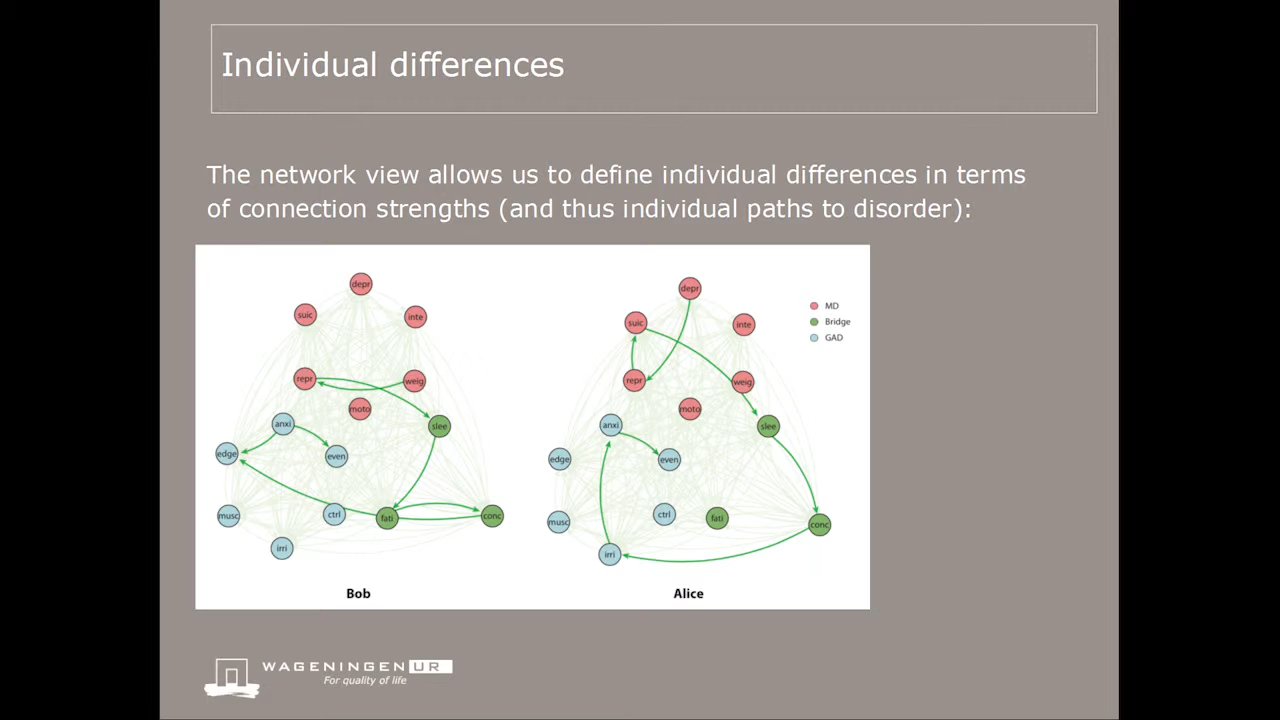 Individual differences
The network view allows us to define individual differences in terms
of connection strengths (and thus individual paths to disorder):
depr
suic
inte
repr
weig
moto
anxi
slee
edge
even
musc
ctrl
fati
conc
irri
Bob
depr
suic
inte
repr
weig
moto
anxi
slee
edge
even
musc
ctrl
fati
conc
irri
Alice
MD
Bridge
GAD
WAGENINGEN UR
For quality of life